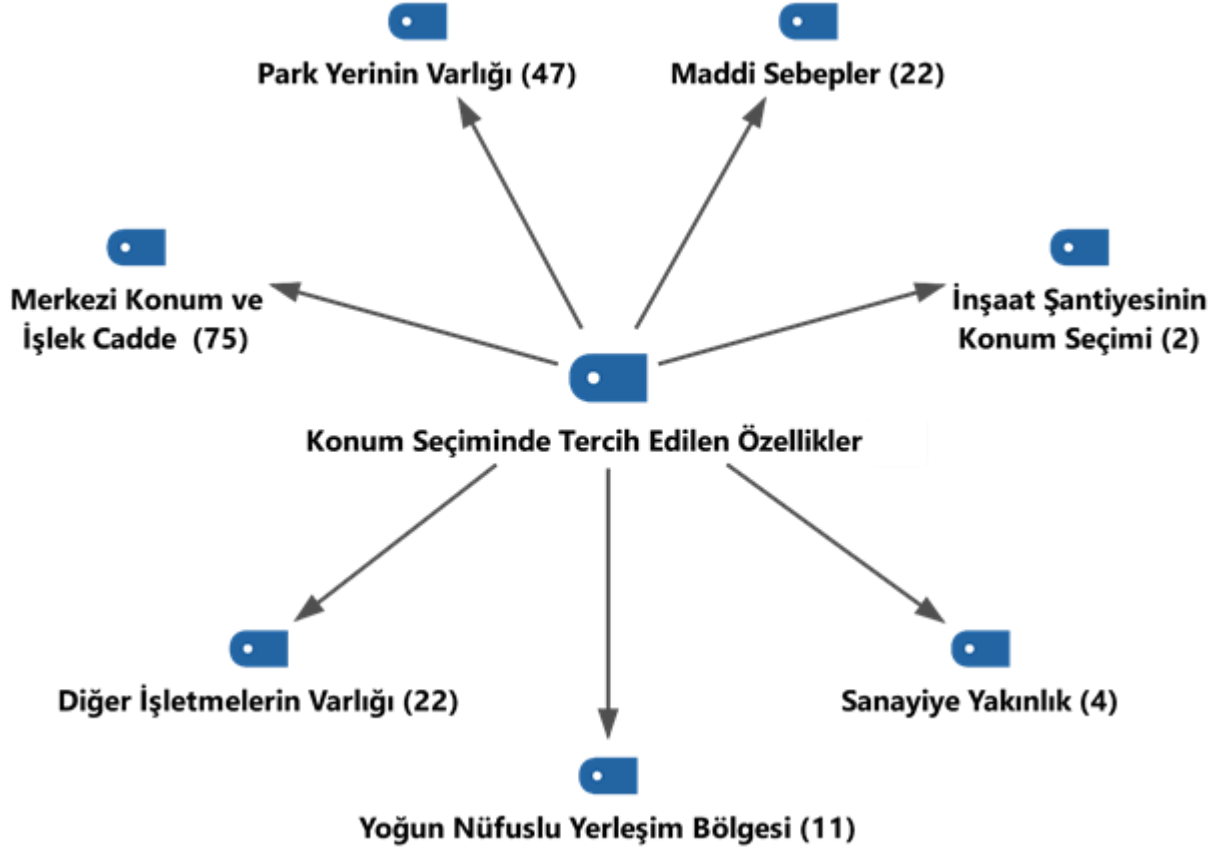 Park Yerinin Varlığı (47)
Maddi Sebepler (22)
Merkezi Konum ve
İşlek Cadde (75)
İnşaat Şantiyesinin
Konum Seçimi (2)
Konum Seçiminde Tercih Edilen Özellikler
Diğer İşletmelerin Varlığı (22)
Sanayiye Yakınlık (4)
Yoğun Nüfuslu Yerleşim Bölgesi (11)